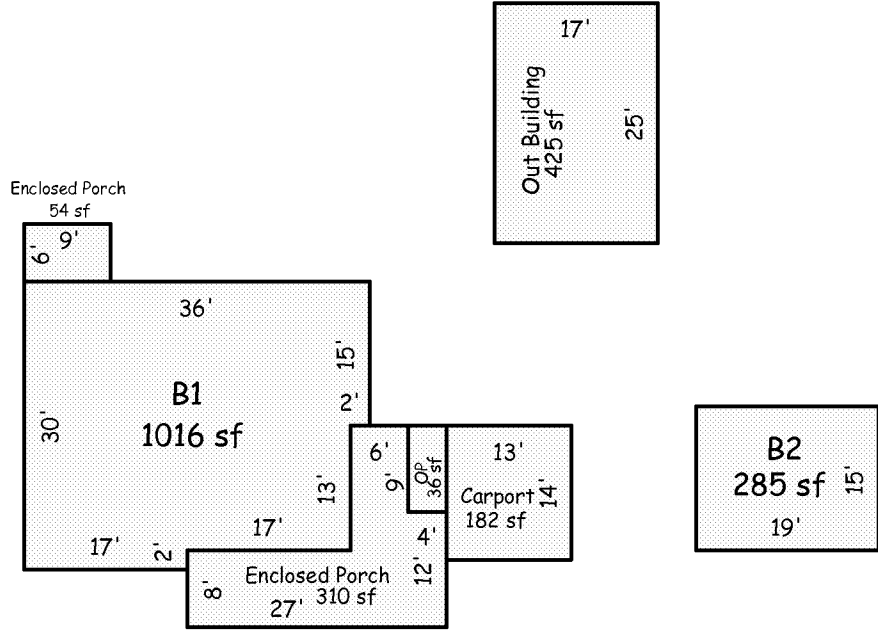 17'
Out Building
425 sf
25'
Enclosed Porch
54 sf
9'
6'
36'
15'
B1
1016 sf
30'
2'
6'
9'
OP
36 sf
13'
Carport
182 sf
14'
B2
285 sf
15'
19'
13'
17'
17'
2'
4'
12'
Enclosed Porch
310 sf
8'
27'